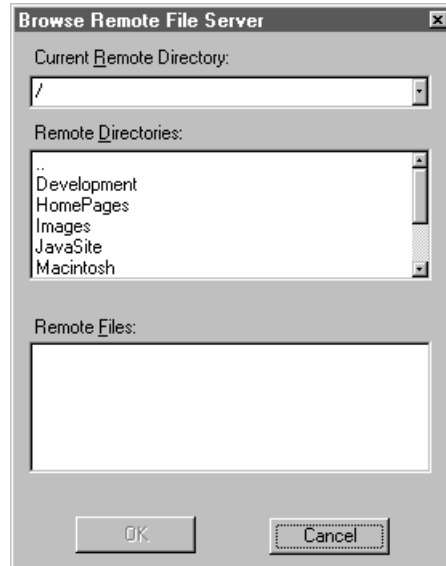 Browse Remote File Server
Current Remote Directory:
/
Remote Directories:
..
Development
HomePages
Images
JavaSite
Macintosh
Remote Files:
OK
Cancel